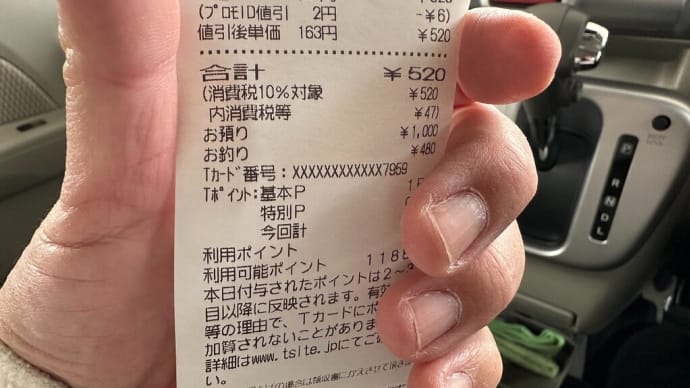 (プロモID値引 2円 -¥6)
値引後単価 163円 ¥520
合計 ¥520
(消費税10%対象 ¥520
内消費税等 ¥47)
お預り ¥1,000
お釣り ¥480
Tカード番号:XXXXXXXXXXXX7959
Tポイント:基本P
特別P
今回計
利用ポイント
利用可能ポイント 118
本日付与されたポイントは2~
目以降に反映されます。有効
等の理由で、Tカードに
加算されないことがありま
詳細はwww.tsite.jpにてご
い。
P
R
N
D
L